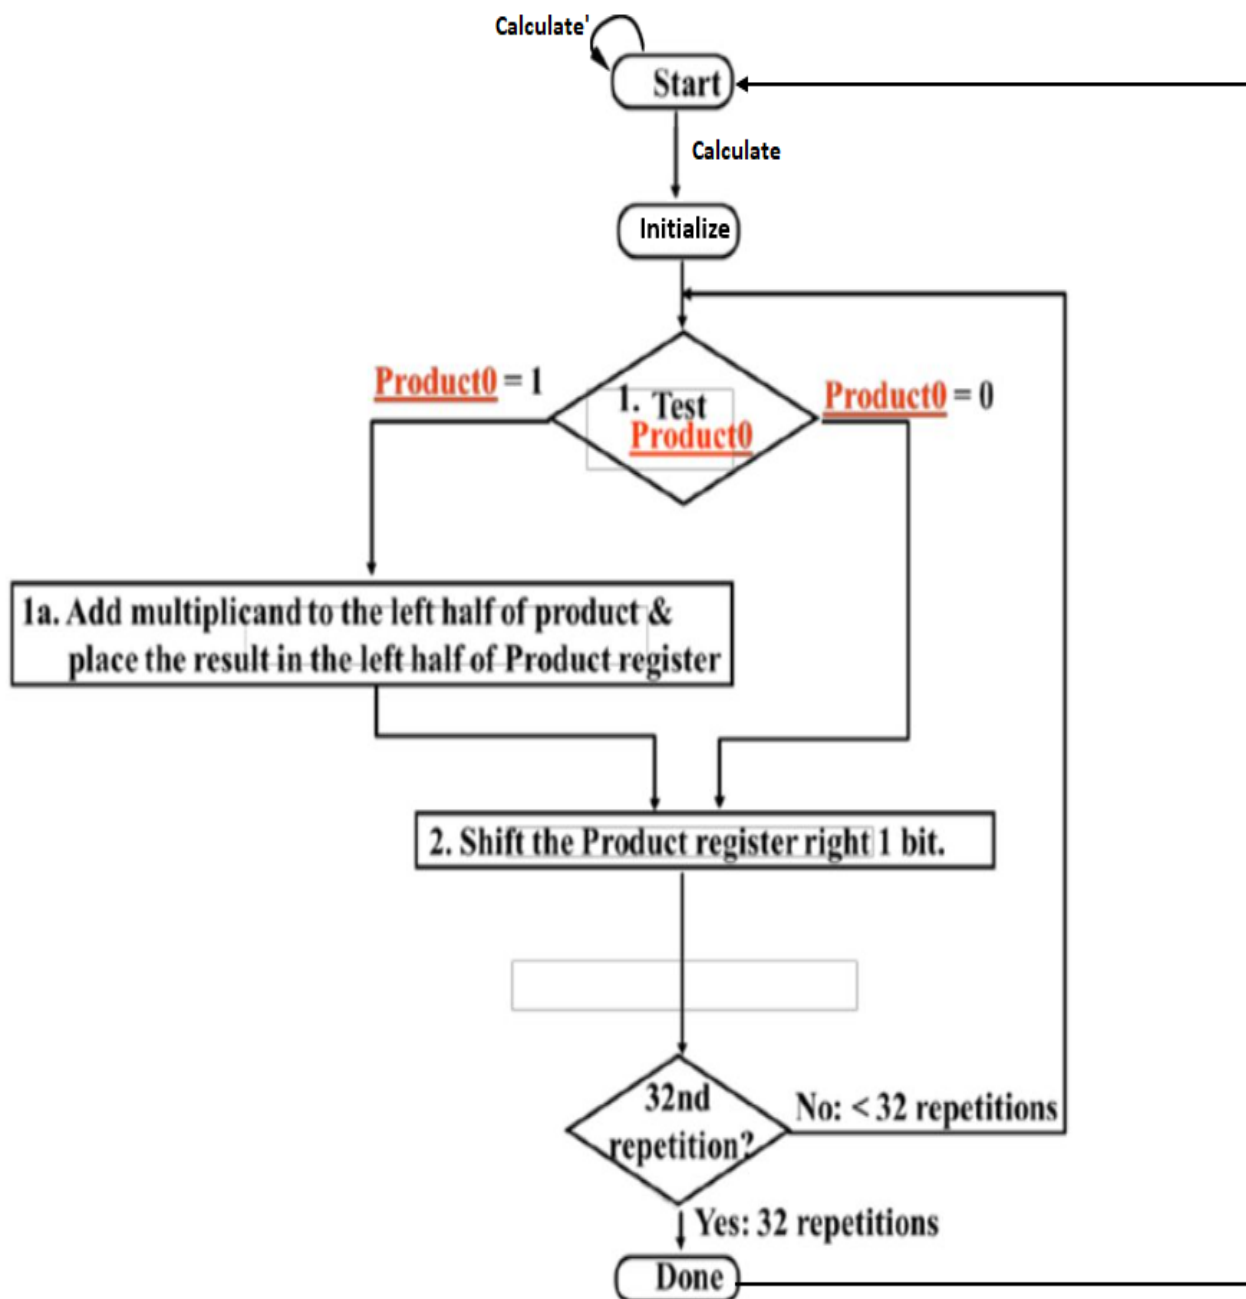 Calculate'
Start
Calculate
Initialize
Product0 = 1
1. Test
Product0
Product0 = 0
1a. Add multiplicand to the left half of product &
place the result in the left half of Product register
2. Shift the Product register right 1 bit.
32nd
repetition?
No: < 32 repetitions
Yes: 32 repetitions
Done